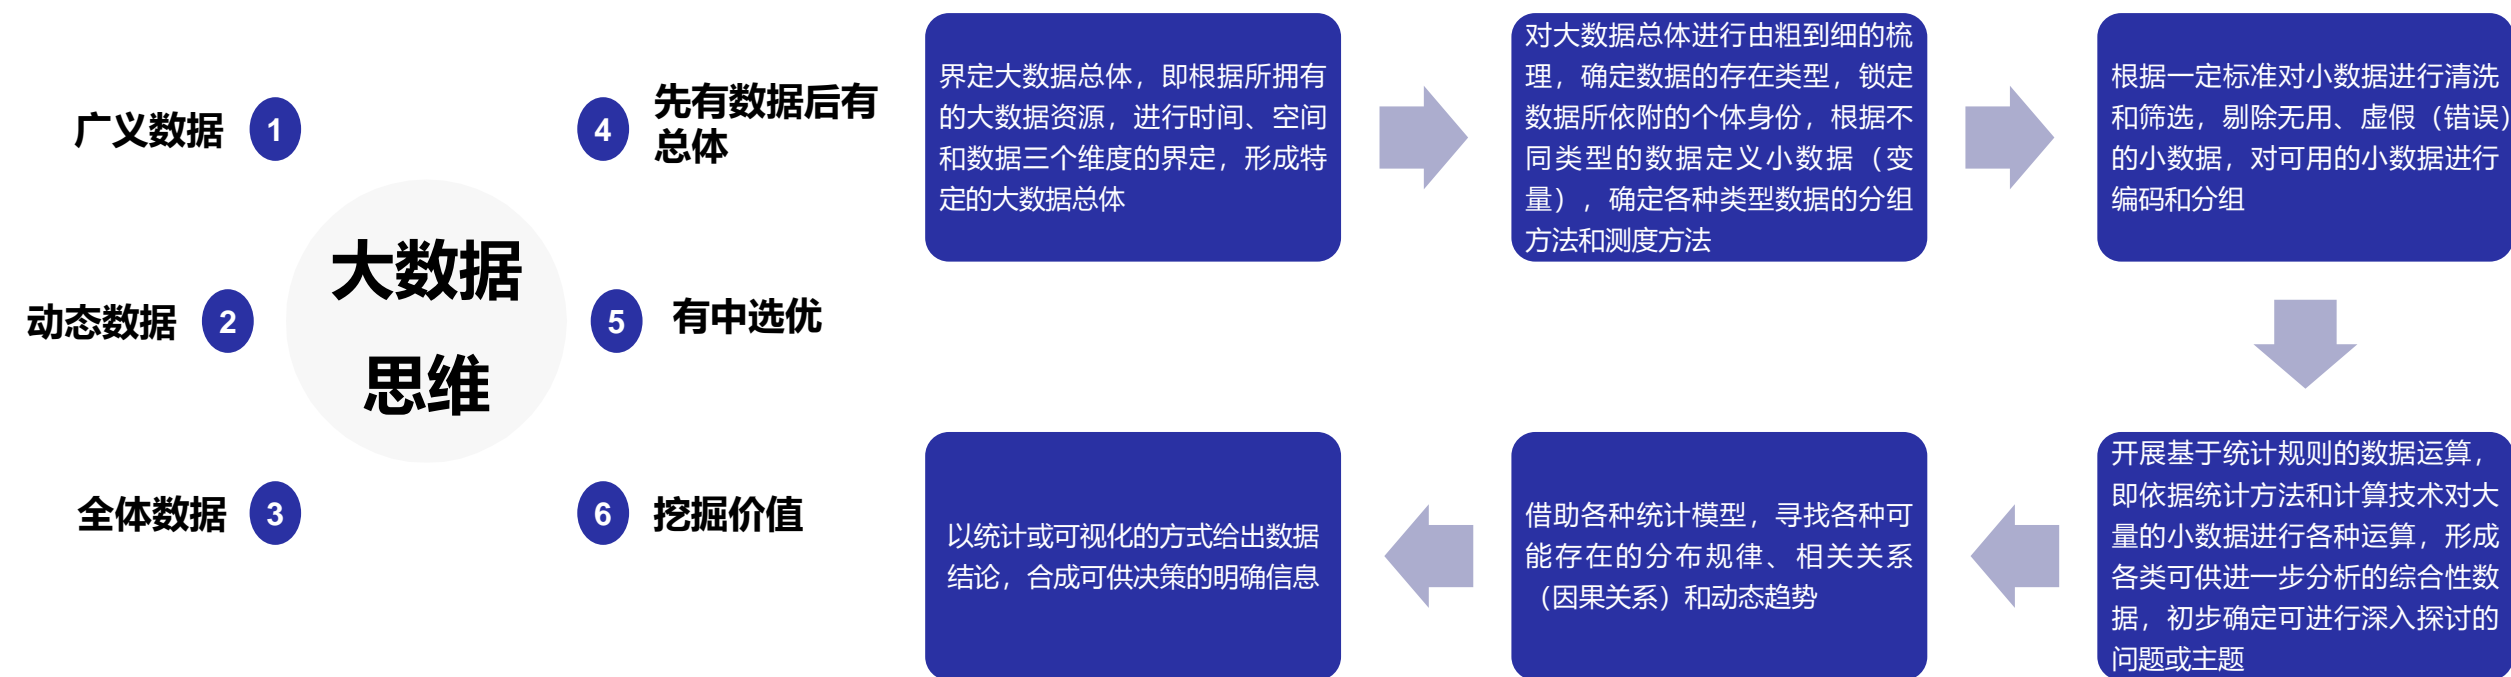 广义数据
1
动态数据
2
全体数据
3
大数据
思维
4
先有数据后有
总体
5
有中选优
6
挖掘价值
界定大数据总体，即根据所拥有
的大数据资源，进行时间、空间
和数据三个维度的界定，形成特
定的大数据总体
对大数据总体进行由粗到细的梳
理，确定数据的存在类型，锁定
数据所依附的个体身份，根据不
同类型的数据定义小数据（变
量），确定各种类型数据的分组
方法和测度方法
根据一定标准对小数据进行清洗
和筛选，剔除无用、虚假（错误）
的小数据，对可用的小数据进行
编码和分组
开展基于统计规则的数据运算，
即依据统计方法和计算技术对大
量的小数据进行各种运算，形成
各类可供进一步分析的综合性数
据，初步确定可进行深入探讨的
问题或主题
借助各种统计模型，寻找各种可
能存在的分布规律、相关关系
（因果关系）和动态趋势
以统计或可视化的方式给出数据
结论，合成可供决策的明确信息